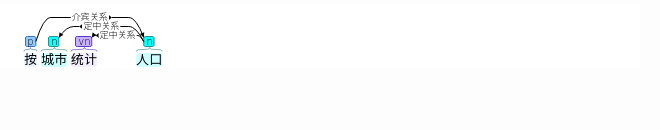 介宾关系
定中关系
定中关系
p n vn n
按 城市 统计 人口